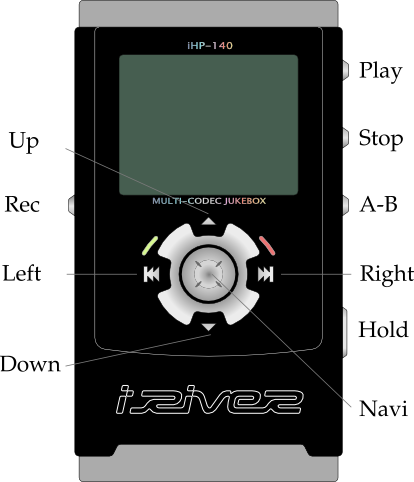 iHP-140
Play
Up
Stop
MULTI-CODEC JUKEBOX
Rec
A-B
Left
Right
Hold
Down
iRiver
Navi